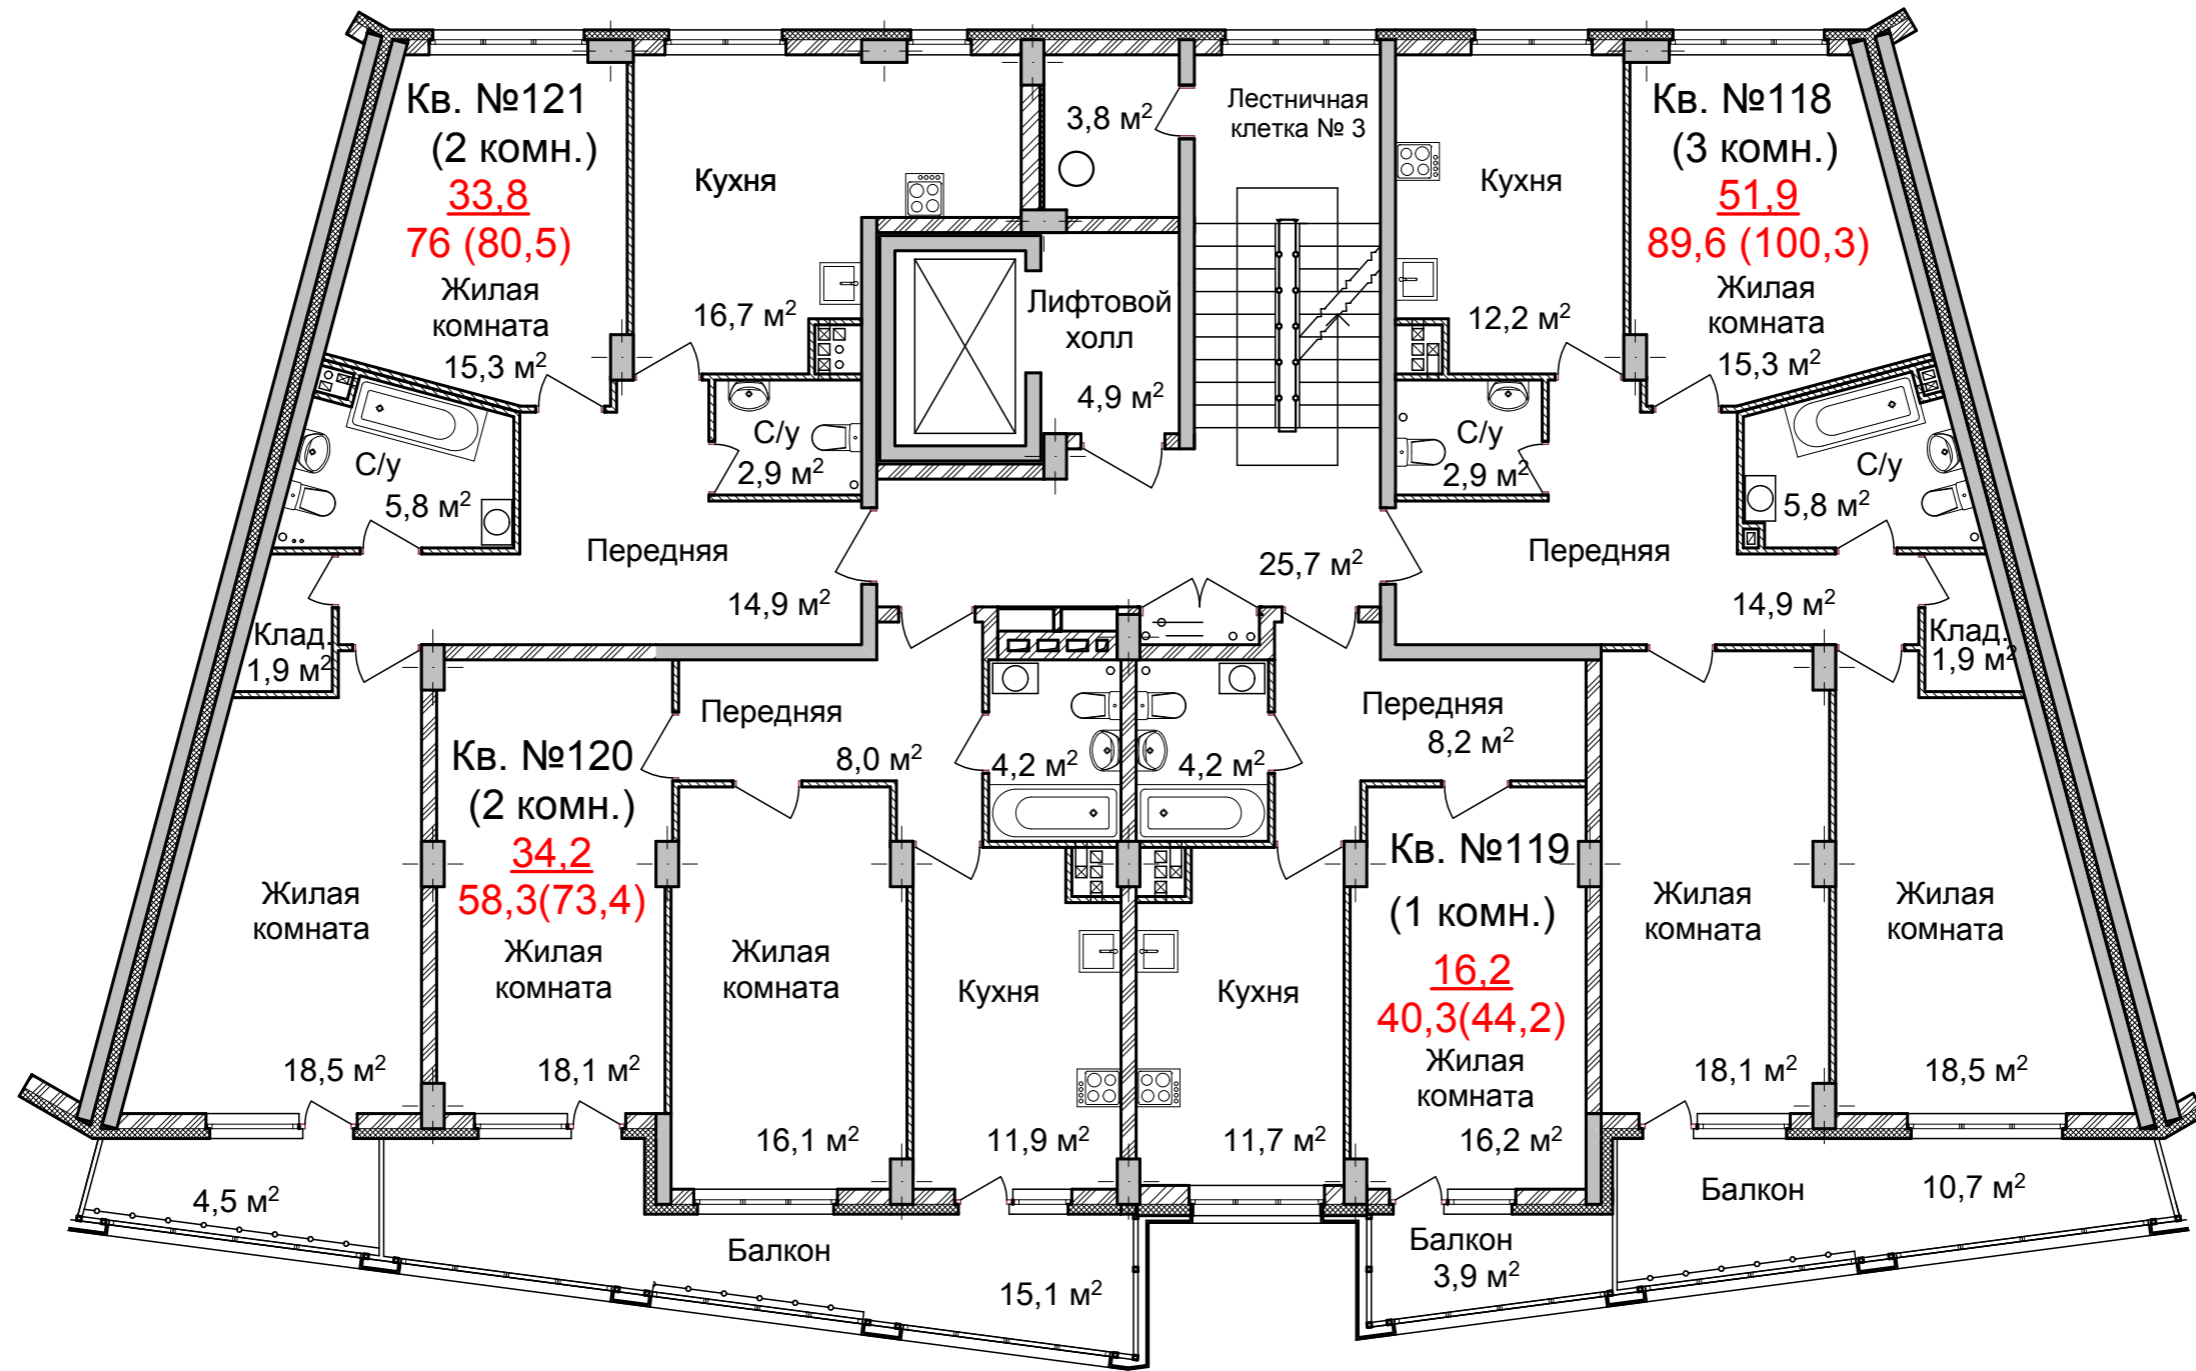 Кв. №121
(2 комн.)
33,8
76 (80,5)
Жилая
комната
15,3 м²
Кухня
16,7 м²
3,8 м²
Лестничная
клетка № 3
Лифтовой
холл
4,9 м²
Кухня
12,2 м²
Кв. №118
(3 комн.)
51,9
89,6 (100,3)
Жилая
комната
15,3 м²
С/у
5,8 м²
С/у
2,9 м²
С/у
2,9 м²
С/у
5,8 м²
Передняя
14,9 м²
25,7 м²
Передняя
14,9 м²
Клад.
1,9 м²
Клад.
1,9 м²
Передняя
8,0 м²
4,2 м²
4,2 м²
Передняя
8,2 м²
Кв. №120
(2 комн.)
34,2
58,3(73,4)
Жилая
комната
18,1 м²
Жилая
комната
18,5 м²
Жилая
комната
16,1 м²
Кухня
11,9 м²
Кухня
11,7 м²
Кв. №119
(1 комн.)
16,2
40,3(44,2)
Жилая
комната
16,2 м²
Жилая
комната
18,1 м²
Жилая
комната
18,5 м²
4,5 м²
Балкон
15,1 м²
Балкон
3,9 м²
Балкон
10,7 м²